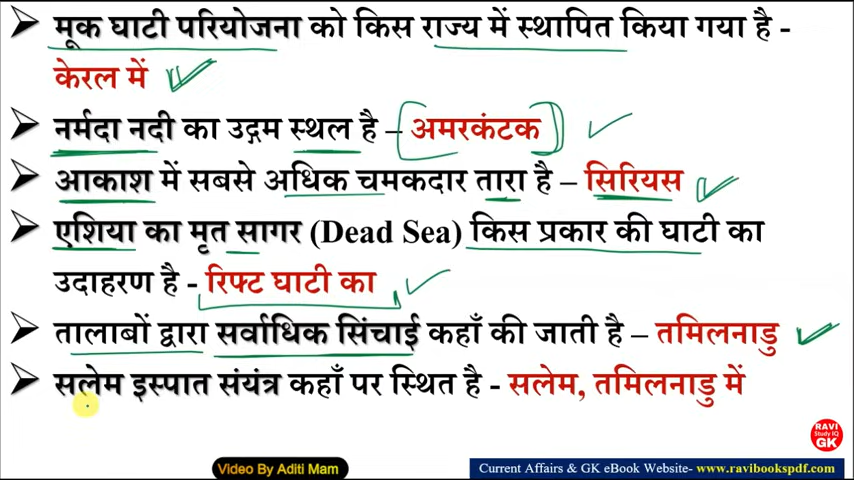 ➢ मूक घाटी परियोजना को किस राज्य में स्थापित किया गया है -
केरल में
➢ नर्मदा नदी का उद्गम स्थल है – अमरकंटक
➢ आकाश में सबसे अधिक चमकदार तारा है – सिरियस
➢ एशिया का मृत सागर (Dead Sea) किस प्रकार की घाटी का
उदाहरण है - रिफ्ट घाटी का
➢ तालाबों द्वारा सर्वाधिक सिंचाई कहाँ की जाती है – तमिलनाडु
➢ सलेम इस्पात संयंत्र कहाँ पर स्थित है - सलेम, तमिलनाडु में
RAVI
Study IQ
GK
Video By Aditi Mam
Current Affairs & GK eBook Website- www.ravibookspdf.com